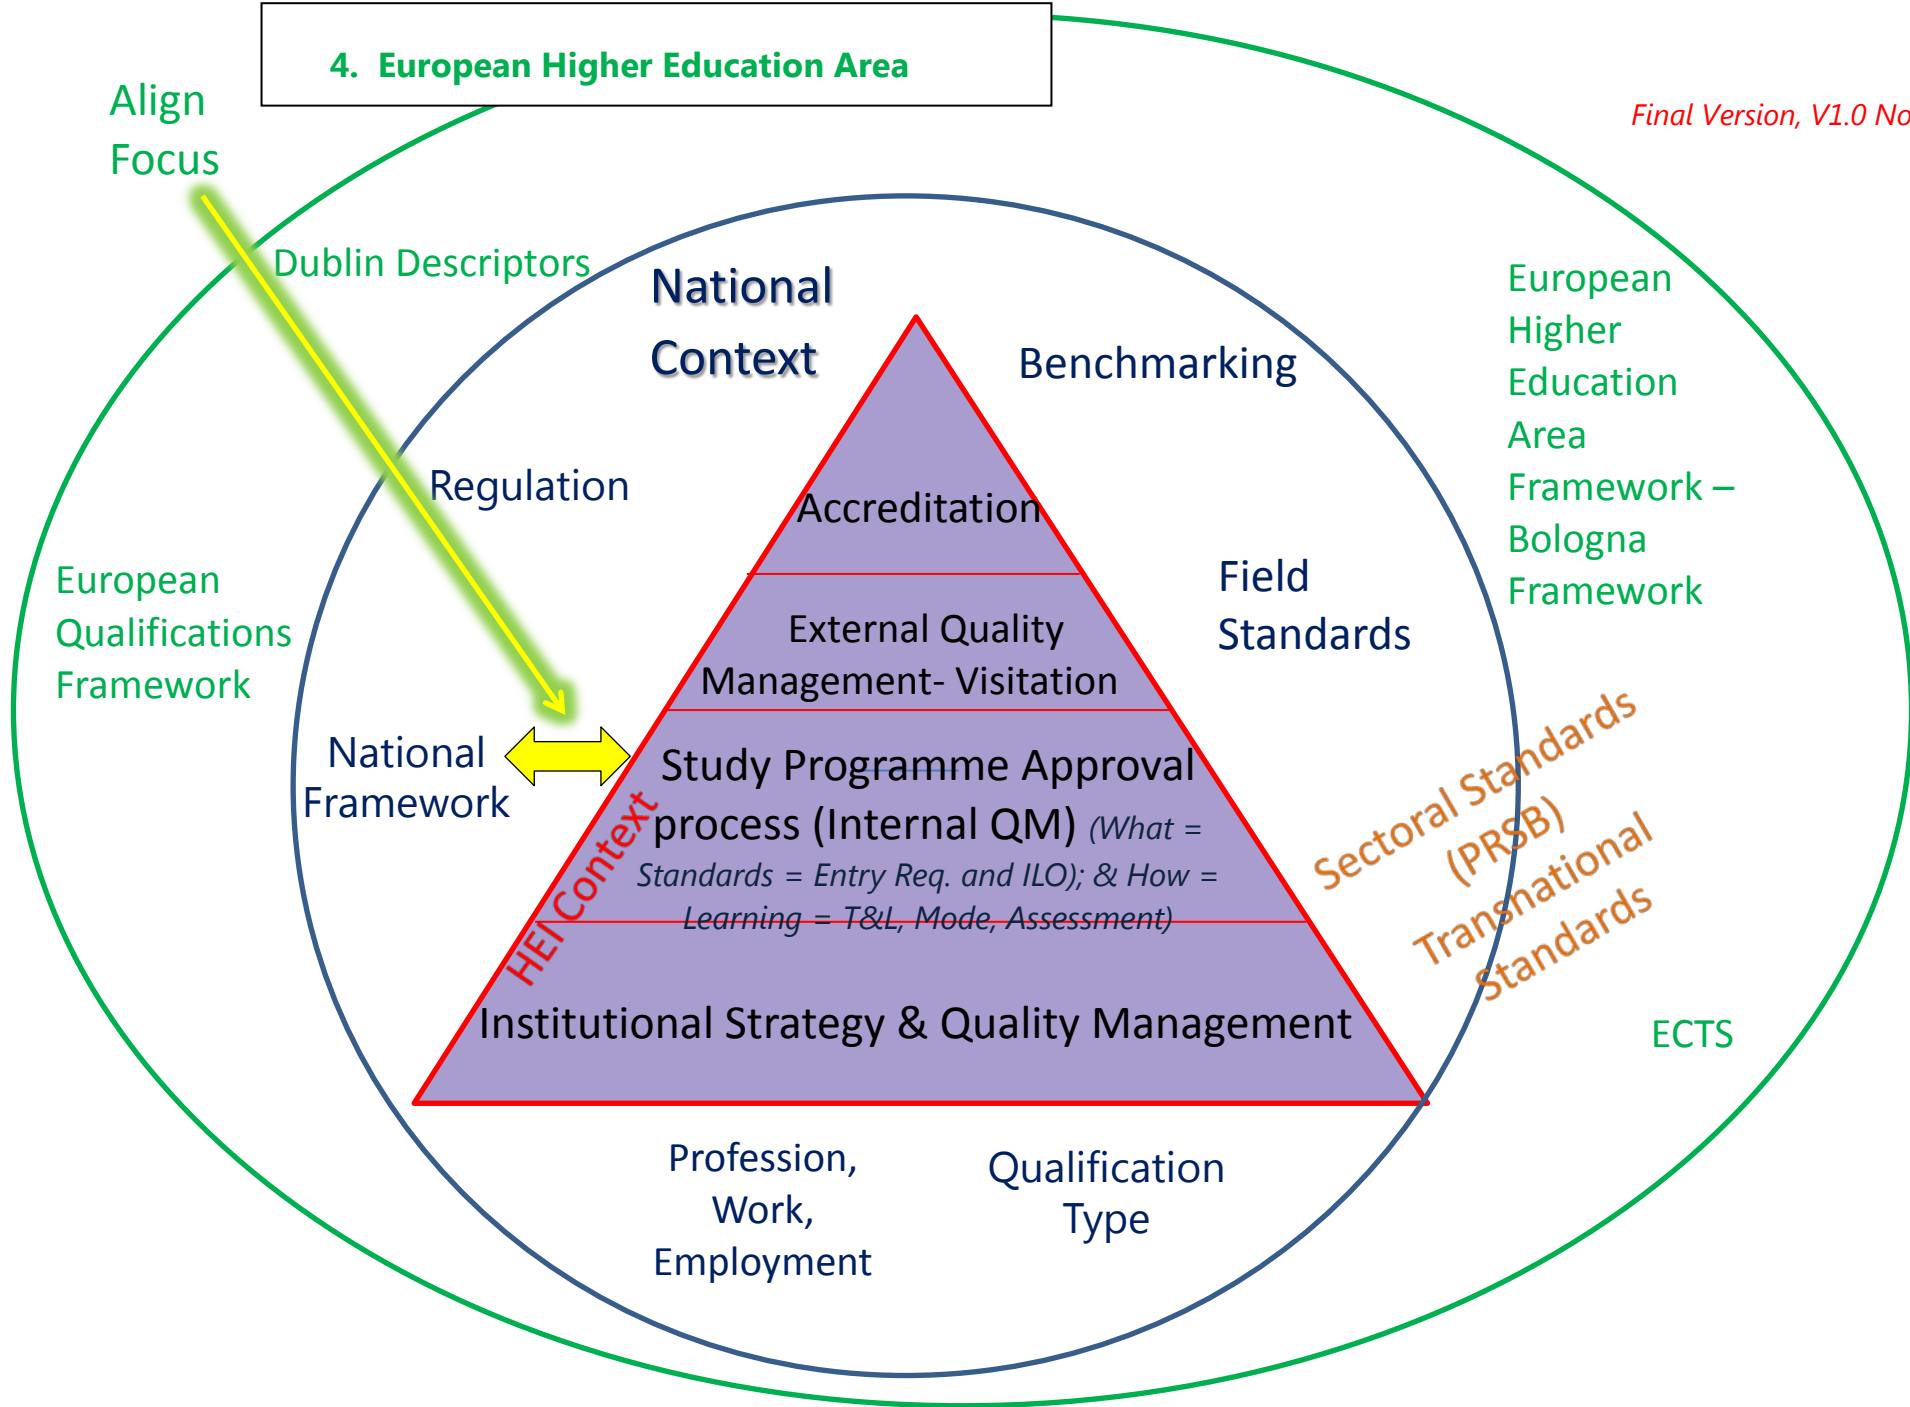 4. European Higher Education Area
Align
Focus
Final Version, V1.0 No
Dublin Descriptors
National
Context
Benchmarking
European
Higher
Education
Area
Framework –
Bologna
Framework
Regulation
Accreditation
European
Qualifications
Framework
Field
Standards
External Quality
Management- Visitation
National
Framework
Study Programme Approval
process (Internal QM) (What =
Standards = Entry Req. and ILO); & How =
Learning = T&L, Mode, Assessment)
HEI Context
Sectoral Standards
(PRSB)
Transnational
Standards
Institutional Strategy & Quality Management
ECTS
Profession,
Work,
Employment
Qualification
Type